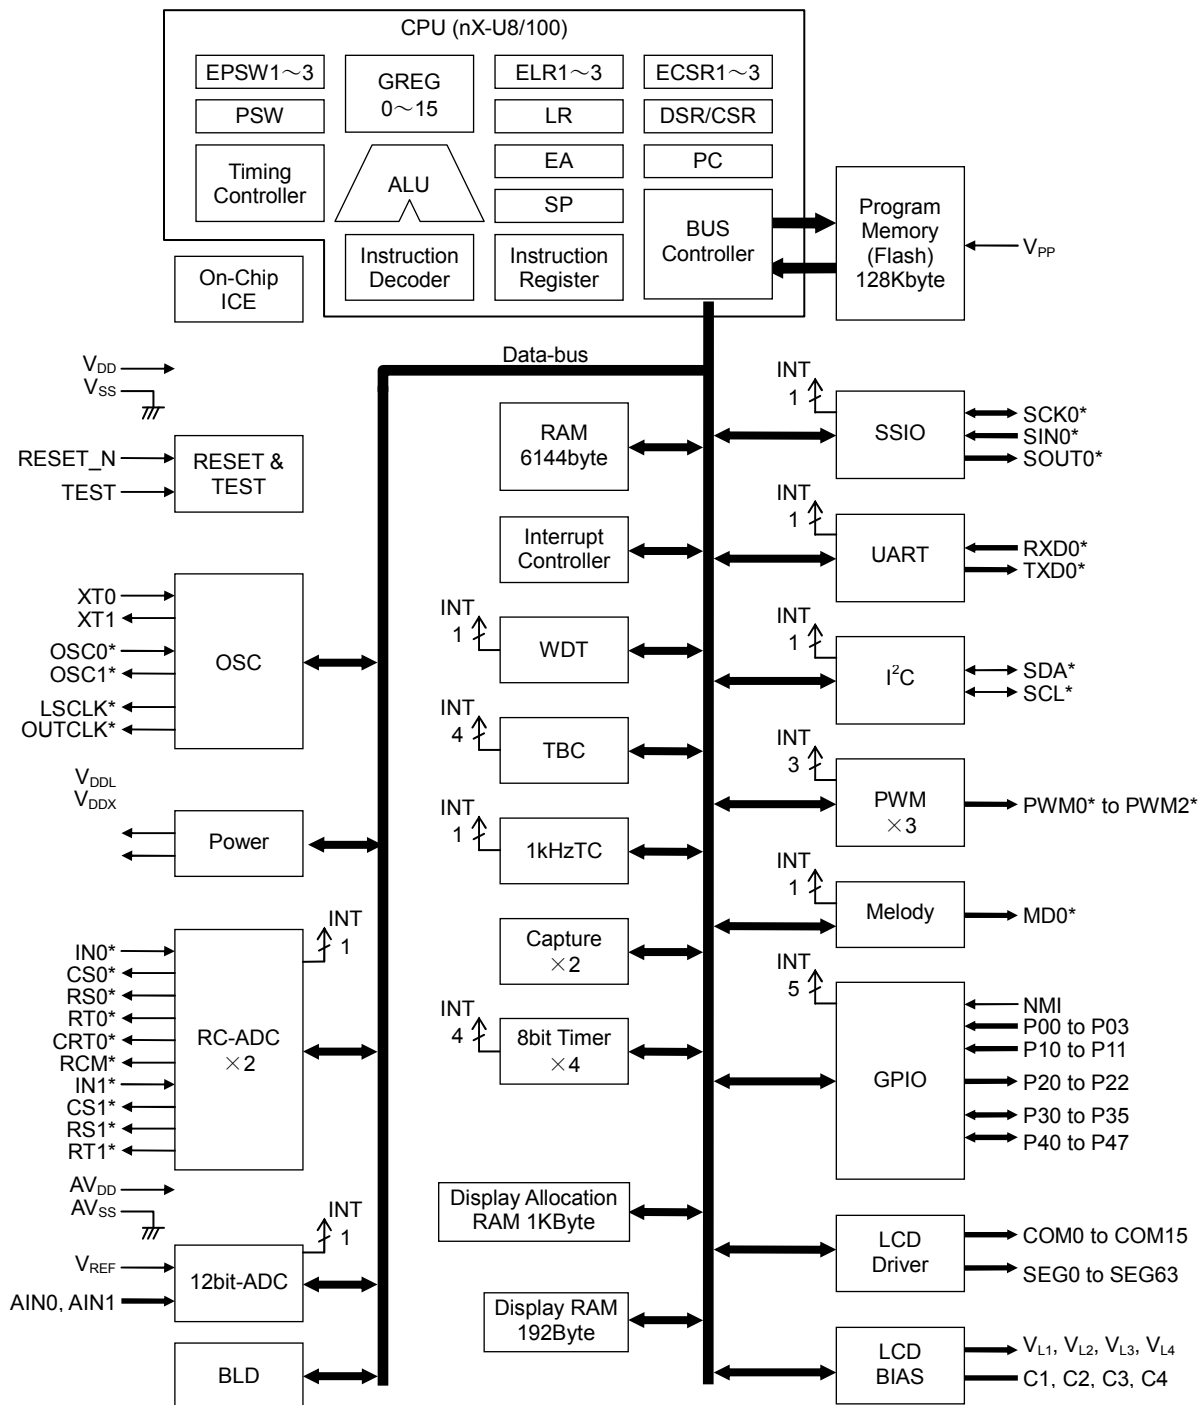 CPU (nX-U8/100)
EPSW1～3
GREG
0～15
ELR1～3
ECSR1～3
PSW
LR
DSR/CSR
Timing
Controller
ALU
EA
PC
SP
BUS
Controller
Instruction
Decoder
Instruction
Register
Program
Memory
(Flash)
128Kbyte
VPP
On-Chip
ICE
Data-bus
VDD
VSS
RESET_N
TEST
RESET &
TEST
XT0
XT1
OSC0*
OSC1*
LSCLK*
OUTCLK*
OSC
VDDL
VDDX
Power
INT
1
IN0*
CS0*
RS0*
RT0*
CRT0*
RCM*
IN1*
CS1*
RS1*
RT1*
RC-ADC
×2
AVDD
AVSS
INT
1
VREF
AIN0, AIN1
12bit-ADC
BLD
RAM
6144byte
Interrupt
Controller
INT
1
WDT
INT
4
TBC
INT
1
1kHzTC
Capture
×2
INT
4
8bit Timer
×4
Display Allocation
RAM 1KByte
Display RAM
192Byte
INT
1
SSIO
SCK0*
SIN0*
SOUT0*
INT
1
UART
RXD0*
TXD0*
INT
1
I2C
SDA*
SCL*
INT
3
PWM
×3
PWM0* to PWM2*
INT
1
Melody
MD0*
INT
5
GPIO
NMI
P00 to P03
P10 to P11
P20 to P22
P30 to P35
P40 to P47
LCD
Driver
COM0 to COM15
SEG0 to SEG63
LCD
BIAS
VL1, VL2, VL3, VL4
C1, C2, C3, C4